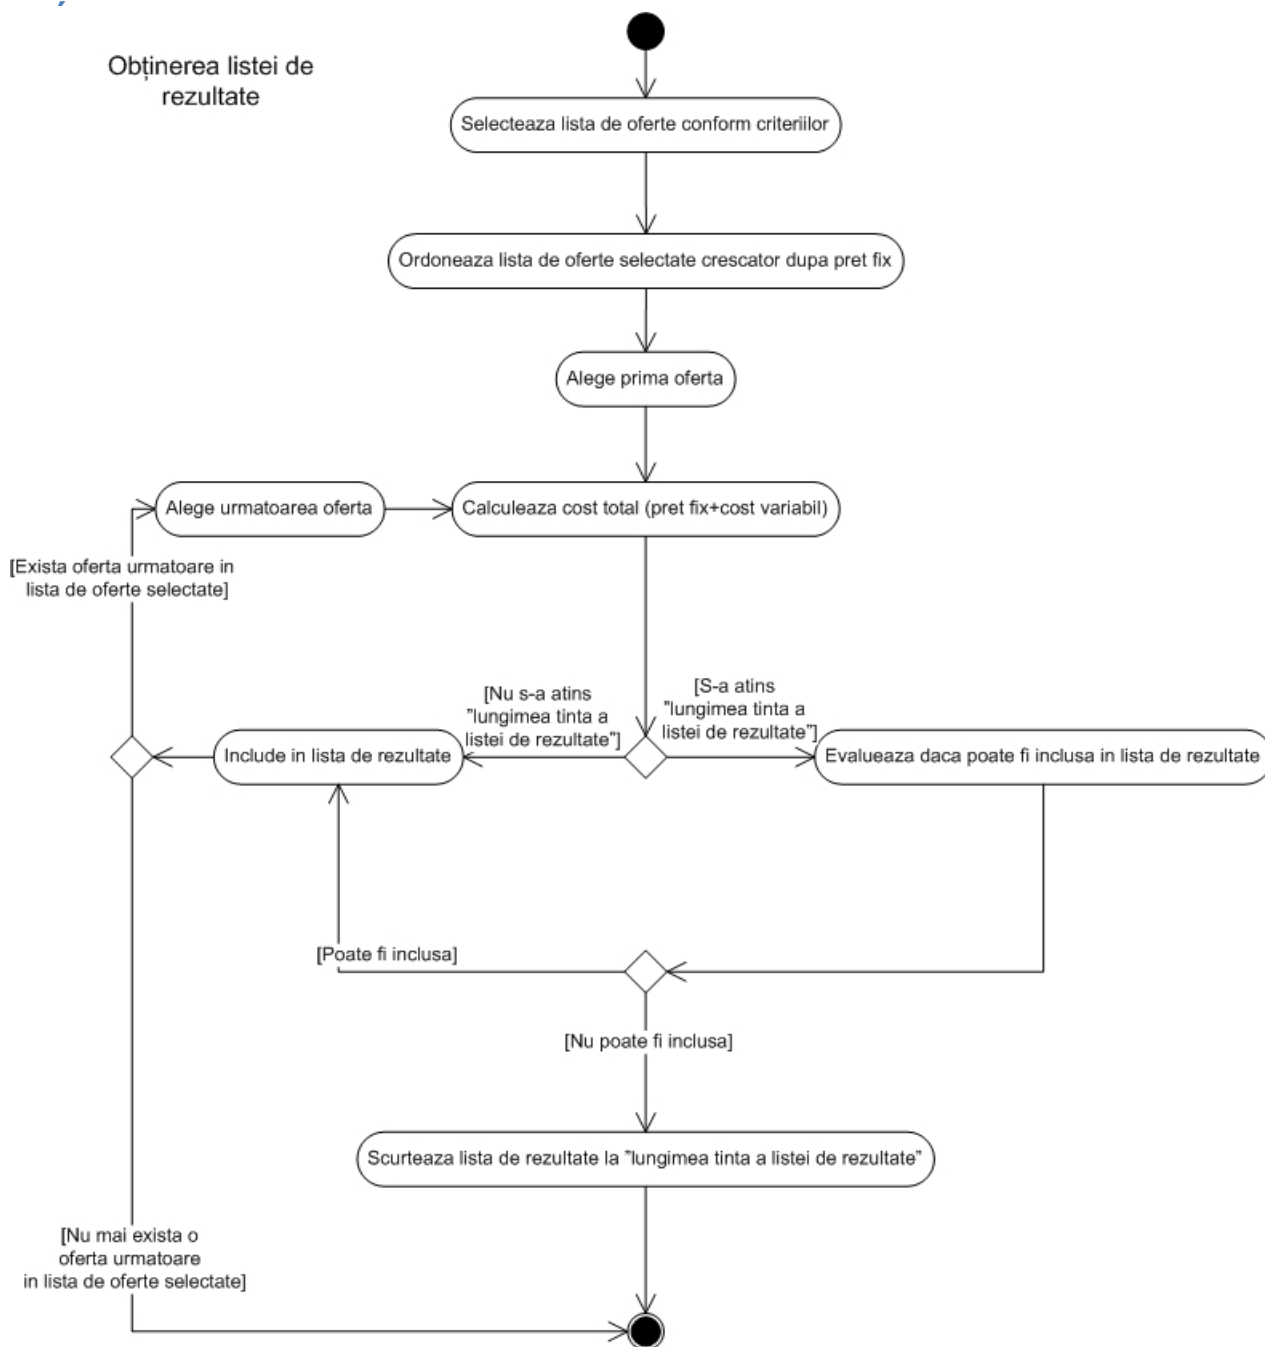 Obținerea listei de
rezultate
Selecteaza lista de oferte conform criteriilor
Ordoneaza lista de oferte selectate crescator dupa pret fix
Alege prima oferta
Alege urmatoarea oferta
Calculeaza cost total (pret fix+cost variabil)
[Exista oferta urmatoare in
lista de oferte selectate]
[Nu s-a atins
”lungimea tinta a
listei de rezultate”]
[S-a atins
”lungimea tinta a
listei de rezultate”]
Include in lista de rezultate
Evalueaza daca poate fi inclusa in lista de rezultate
[Poate fi inclusa]
[Nu poate fi inclusa]
Scurteaza lista de rezultate la ”lungimea tinta a listei de rezultate”
[Nu mai exista o
oferta urmatoare
in lista de oferte selectate]